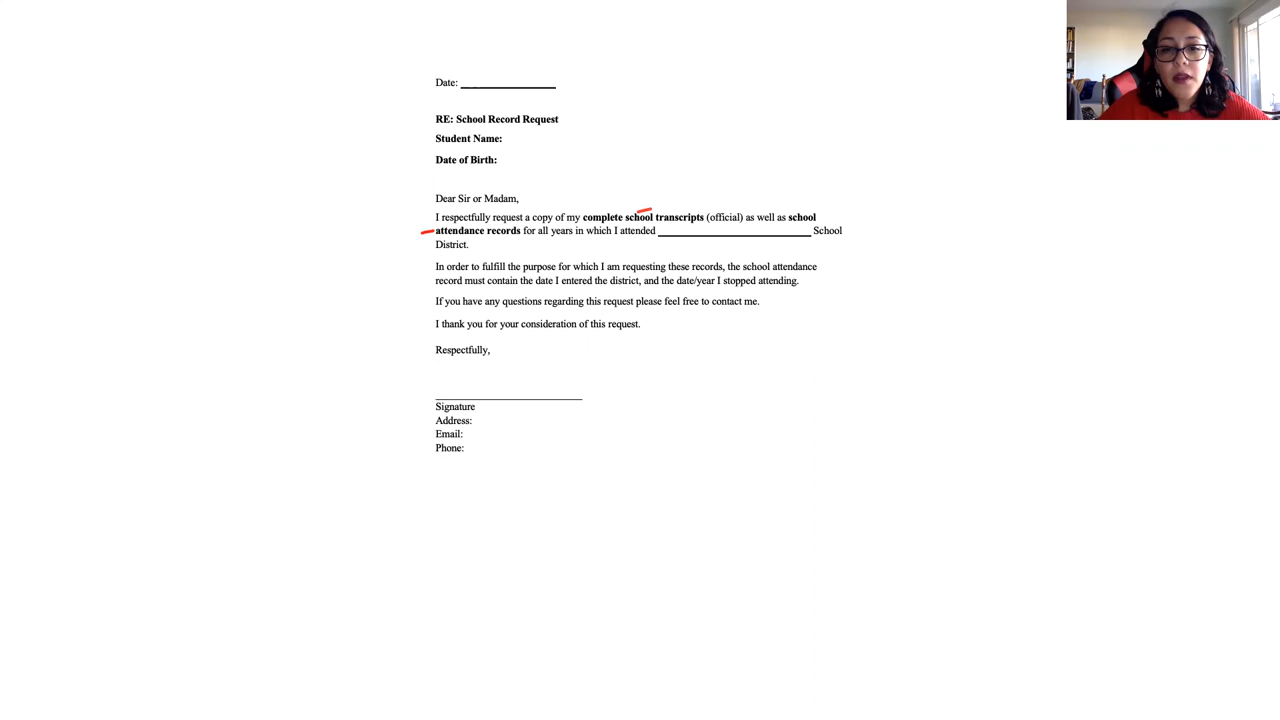 Date: _________________
RE: School Record Request
Student Name:
Date of Birth:
Dear Sir or Madam,
I respectfully request a copy of my complete school transcripts (official) as well as school
attendance records for all years in which I attended ____________________________ School
District.
In order to fulfill the purpose for which I am requesting these records, the school attendance
record must contain the date I entered the district, and the date/year I stopped attending.
If you have any questions regarding this request please feel free to contact me.
I thank you for your consideration of this request.
Respectfully,
___________________________
Signature
Address:
Email:
Phone: